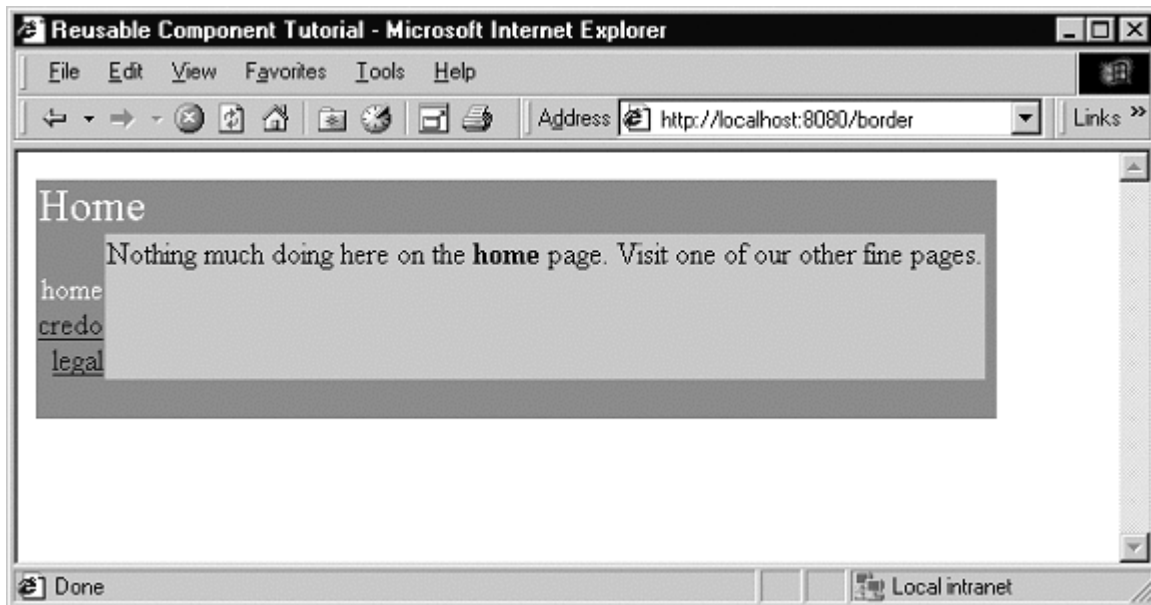 Reusable Component Tutorial - Microsoft Internet Explorer
File Edit View Favorites Tools Help
Address http://localhost:8080/border Links »
Home
Nothing much doing here on the home page. Visit one of our other fine pages.
home
credo
legal
Done Local intranet